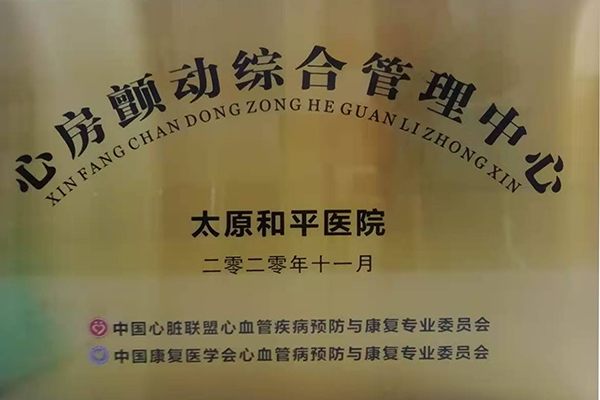 心房颤动综合管理中心
XIN FANG CHAN DONG ZONG HE GUAN LI ZHONG XIN
太原和平医院
二零二零年十一月
中国心脏联盟心血管疾病预防与康复专业委员会
中国康复医学会心血管病预防与康复专业委员会